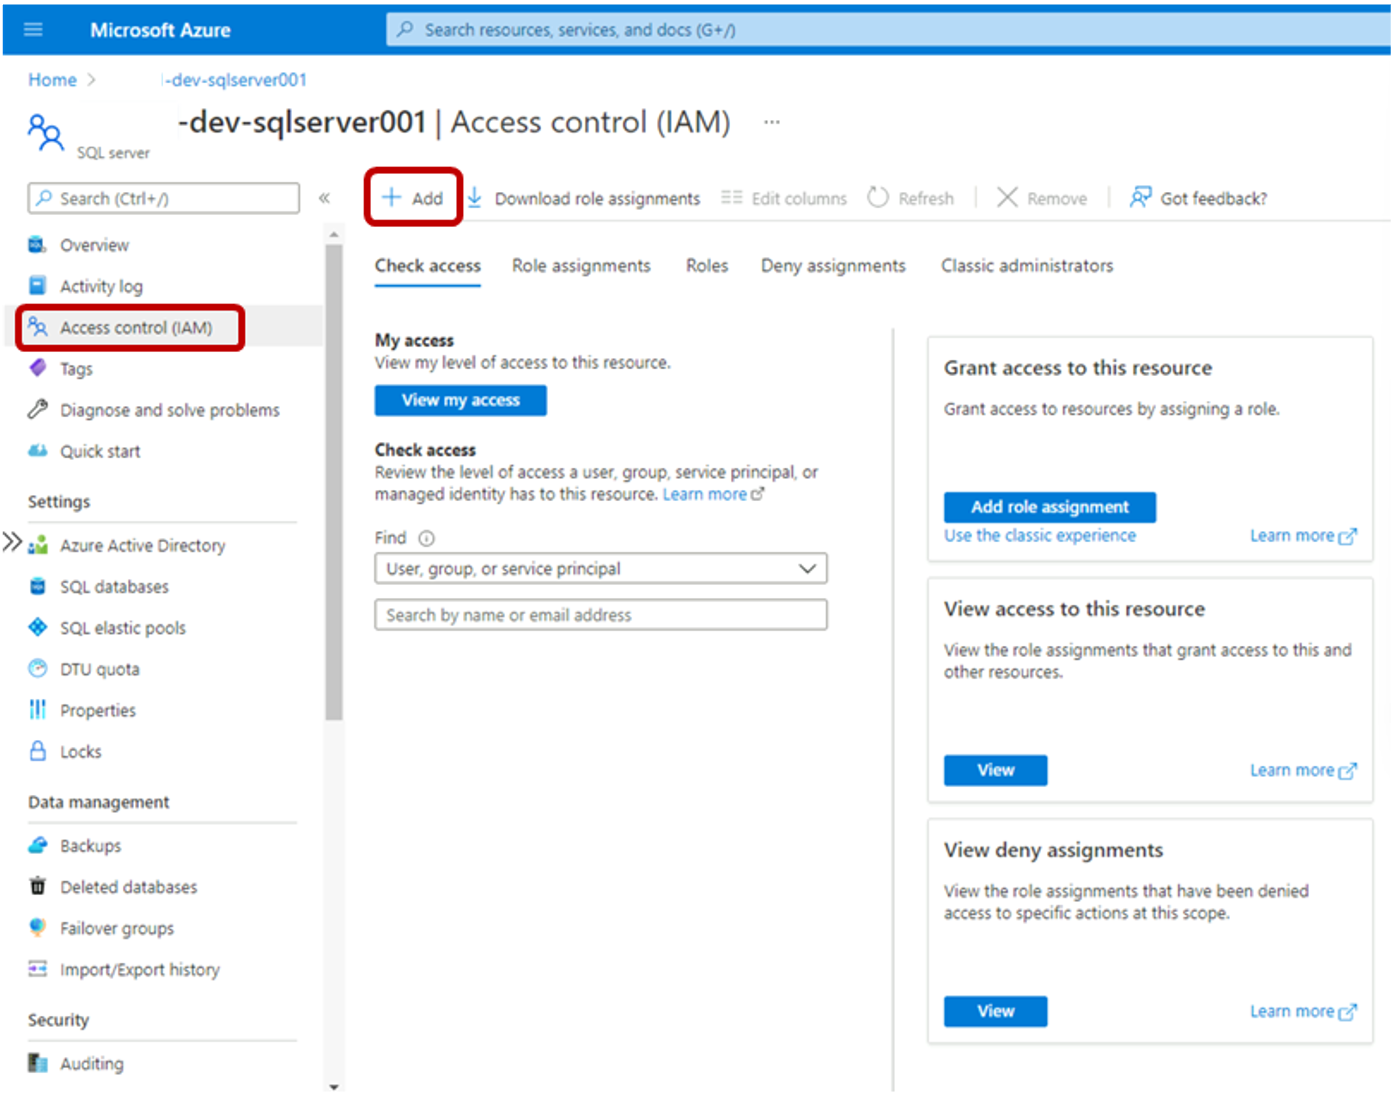 Microsoft Azure
Search resources, services, and docs (G+/)
Home
-dev-sqlserver001
-dev-sqlserver001 | Access control (IAM) ...
SQL server
Search (Ctrl+/)
«
Add
Download role assignments
Edit columns
Refresh
Remove
Got feedback?
Overview
Activity log
Access control (IAM)
Tags
Diagnose and solve problems
Quick start
Settings
Azure Active Directory
SQL databases
SQL elastic pools
DTU quota
Properties
Locks
Data management
Backups
Deleted databases
Failover groups
Import/Export history
Security
Auditing
Check access
Role assignments
Roles
Deny assignments
Classic administrators
My access
View my level of access to this resource.
View my access
Check access
Review the level of access a user, group, service principal, or
managed identity has to this resource. Learn more
Find
User, group, or service principal
Search by name or email address
Grant access to this resource
Grant access to resources by assigning a role.
Add role assignment
Use the classic experience
Learn more
View access to this resource
View the role assignments that grant access to this and
other resources.
View
Learn more
View deny assignments
View the role assignments that have been denied
access to specific actions at this scope.
View
Learn more